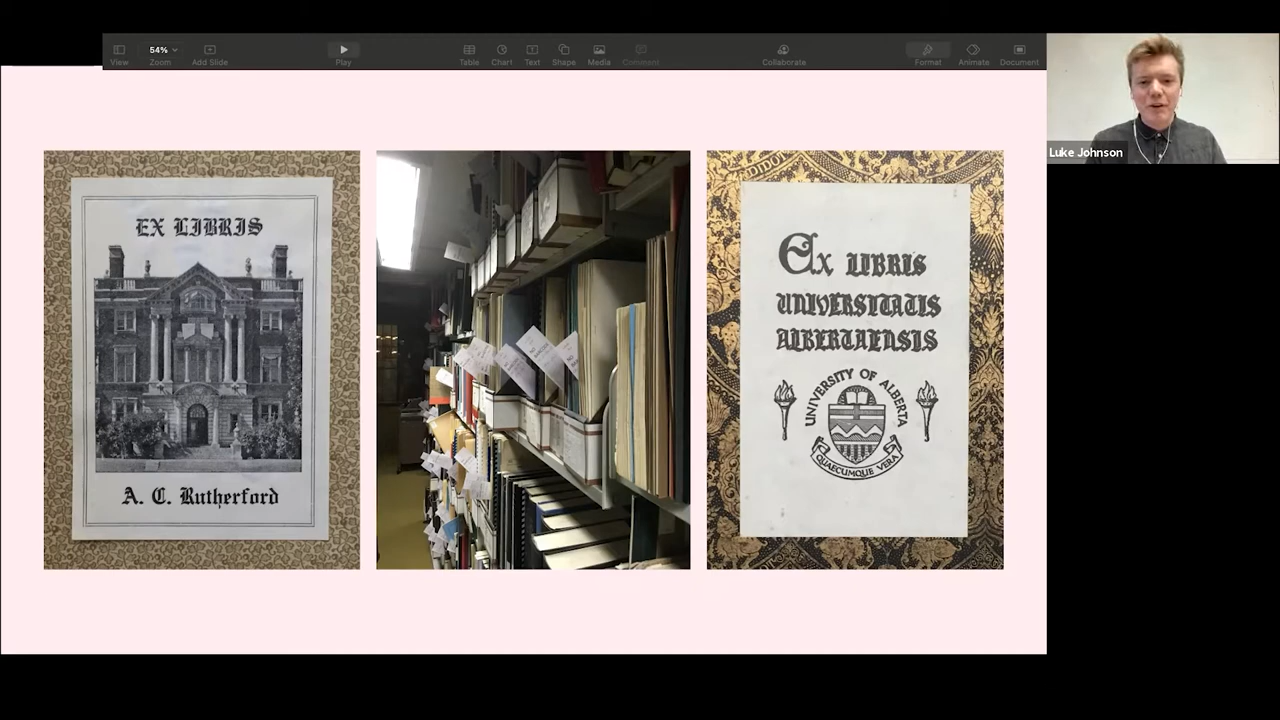 54%
View
Zoom
Add Slide
Play
Table
Chart
Text
Shape
Media
Comment
Collaborate
Format
Animate
Document
Luke Johnson
EX LIBRIS
A. C. Rutherford
Ex LIBRIS
UNIVERSITATIS
ALBERTAENSIS
UNIVERSITY OF ALBERTA
QUAECUMQUE VERA